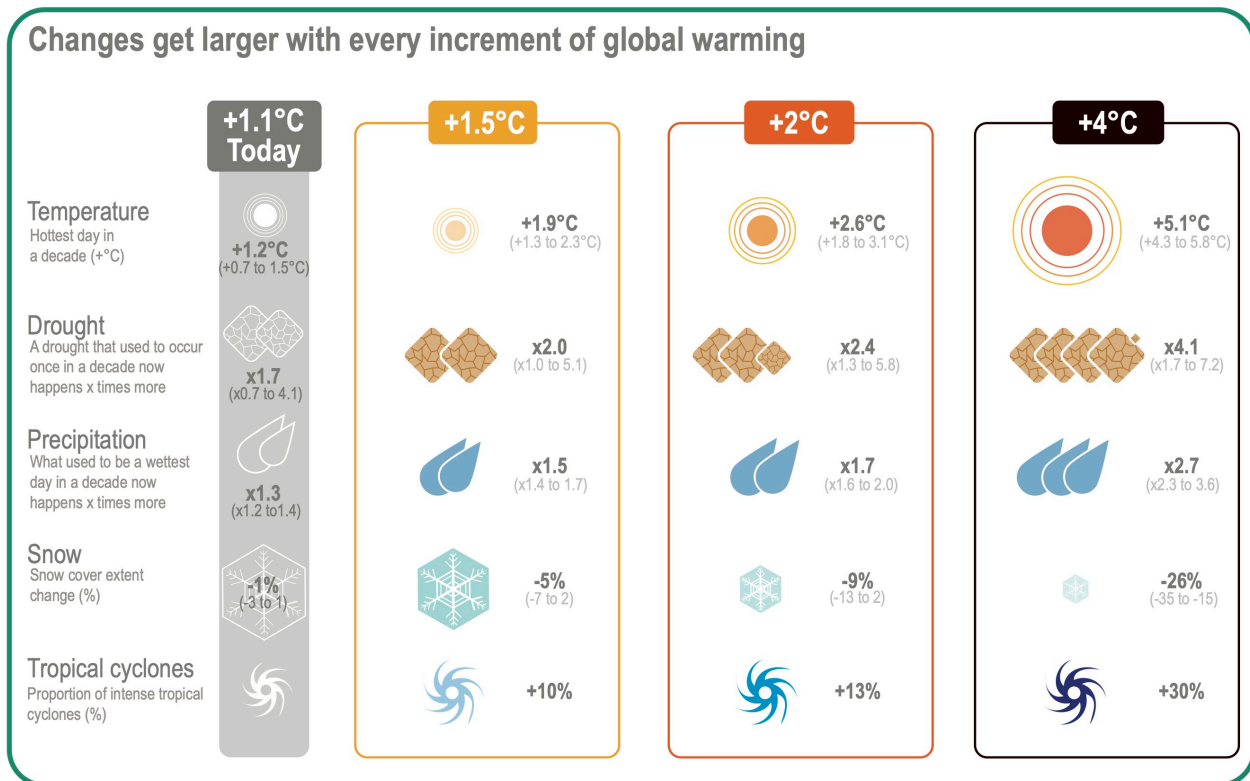 Changes get larger with every increment of global warming
+1.1°C
Today
+1.5°C
+2°C
+4°C
Temperature
Hottest day in
a decade (+°C)
+1.2°C
(+0.7 to 1.5°C)
+1.9°C
(+1.3 to 2.3°C)
+2.6°C
(+1.8 to 3.1°C)
+5.1°C
(+4.3 to 5.8°C)
Drought
A drought that used to occur
once in a decade now
happens x times more
x1.7
(x0.7 to 4.1)
x2.0
(x1.0 to 5.1)
x2.4
(x1.3 to 5.8)
x4.1
(x1.7 to 7.2)
Precipitation
What used to be a wettest
day in a decade now
happens x times more
x1.3
(x1.2 to1.4)
x1.5
(x1.4 to 1.7)
x1.7
(x1.6 to 2.0)
x2.7
(x2.3 to 3.6)
Snow
Snow cover extent
change (%)
-1%
(-3 to 1)
-5%
(-7 to 2)
-9%
(-13 to 2)
-26%
(-35 to -15)
Tropical cyclones
Proportion of intense tropical
cyclones (%)
+10%
+13%
+30%